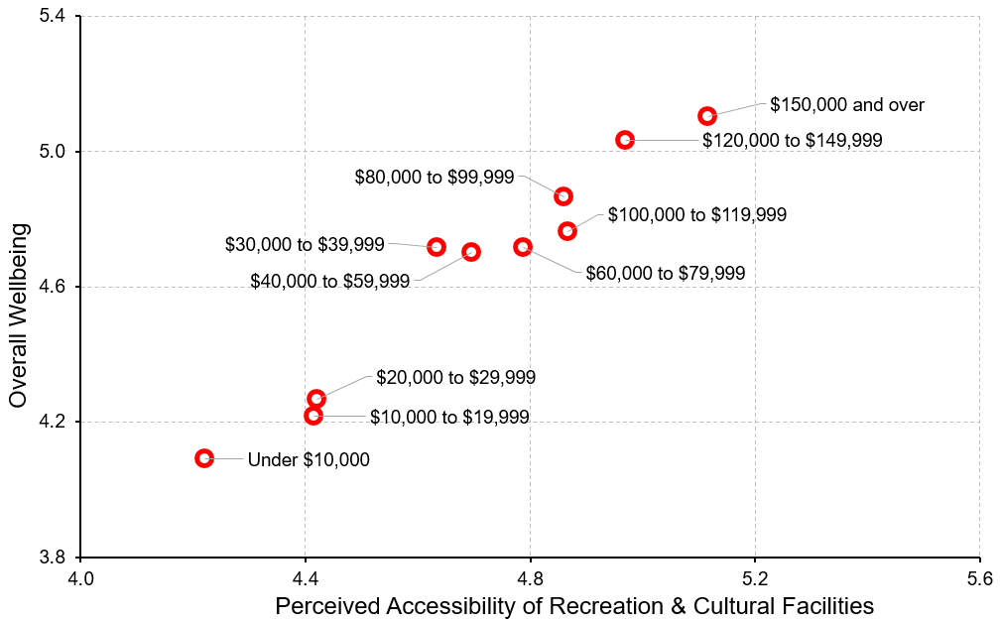 5.4
$150,000 and over
$120,000 to $149,999
5.0
$80,000 to $99,999
$100,000 to $119,999
$30,000 to $39,999
$60,000 to $79,999
$40,000 to $59,999
4.6
Overall Wellbeing
$20,000 to $29,999
$10,000 to $19,999
4.2
Under $10,000
3.8
4.0 4.4 4.8 5.2 5.6
Perceived Accessibility of Recreation & Cultural Facilities